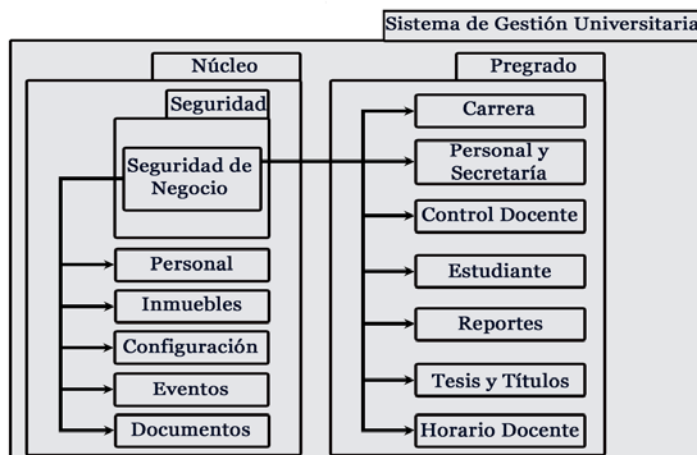 Sistema de Gestión Universitaria
Núcleo
Seguridad
Seguridad de
Negocio
Personal
Inmuebles
Configuración
Eventos
Documentos
Pregrado
Carrera
Personal y
Secretaría
Control Docente
Estudiante
Reportes
Tesis y Títulos
Horario Docente